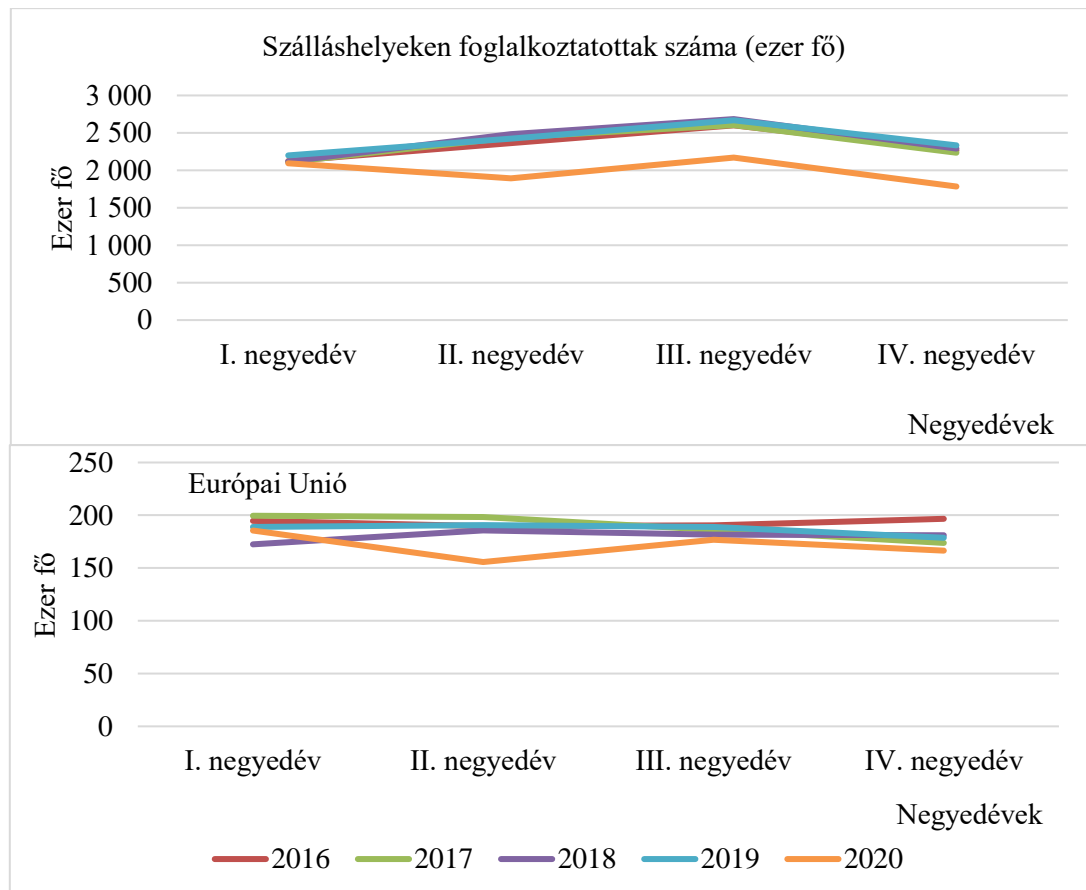 Szálláshelyeken foglalkoztatottak száma (ezer fő)
3 000
2 500
2 000
1 500
1 000
500
0
Ezer fő
I. negyedév II. negyedév III. negyedév IV. negyedév
Negyedévek
Európai Unió
250
200
150
100
50
0
Ezer fő
I. negyedév II. negyedév III. negyedév IV. negyedév
Negyedévek
2016 2017 2018 2019 2020